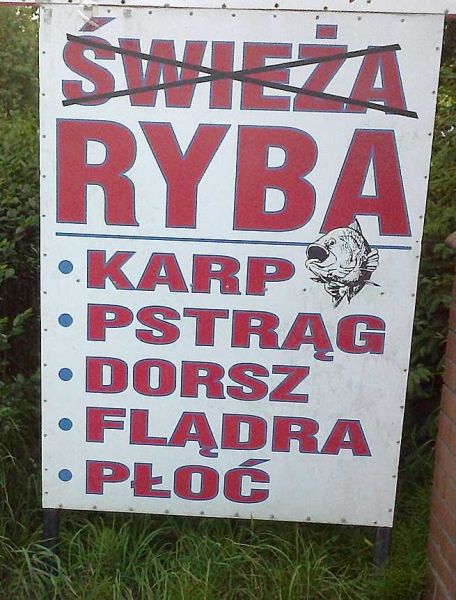 ŚWIEŻA
RYBA
• KARP
• PSTRĄG
• DORSZ
• FLĄDRA
• PŁOĆ